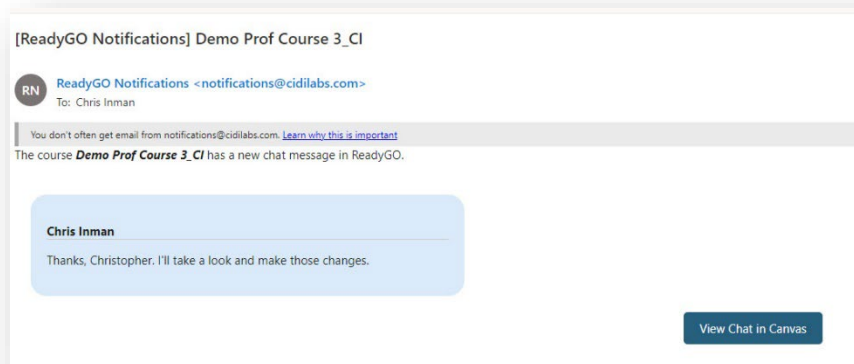 [ReadyGO Notifications] Demo Prof Course 3_CI
RN
ReadyGO Notifications <notifications@cidilabs.com>
To: Chris Inman
You don't often get email from notifications@cidilabs.com. Learn why this is important
The course Demo Prof Course 3_CI has a new chat message in ReadyGO.
Chris Inman
Thanks, Christopher. I'll take a look and make those changes.
View Chat in Canvas